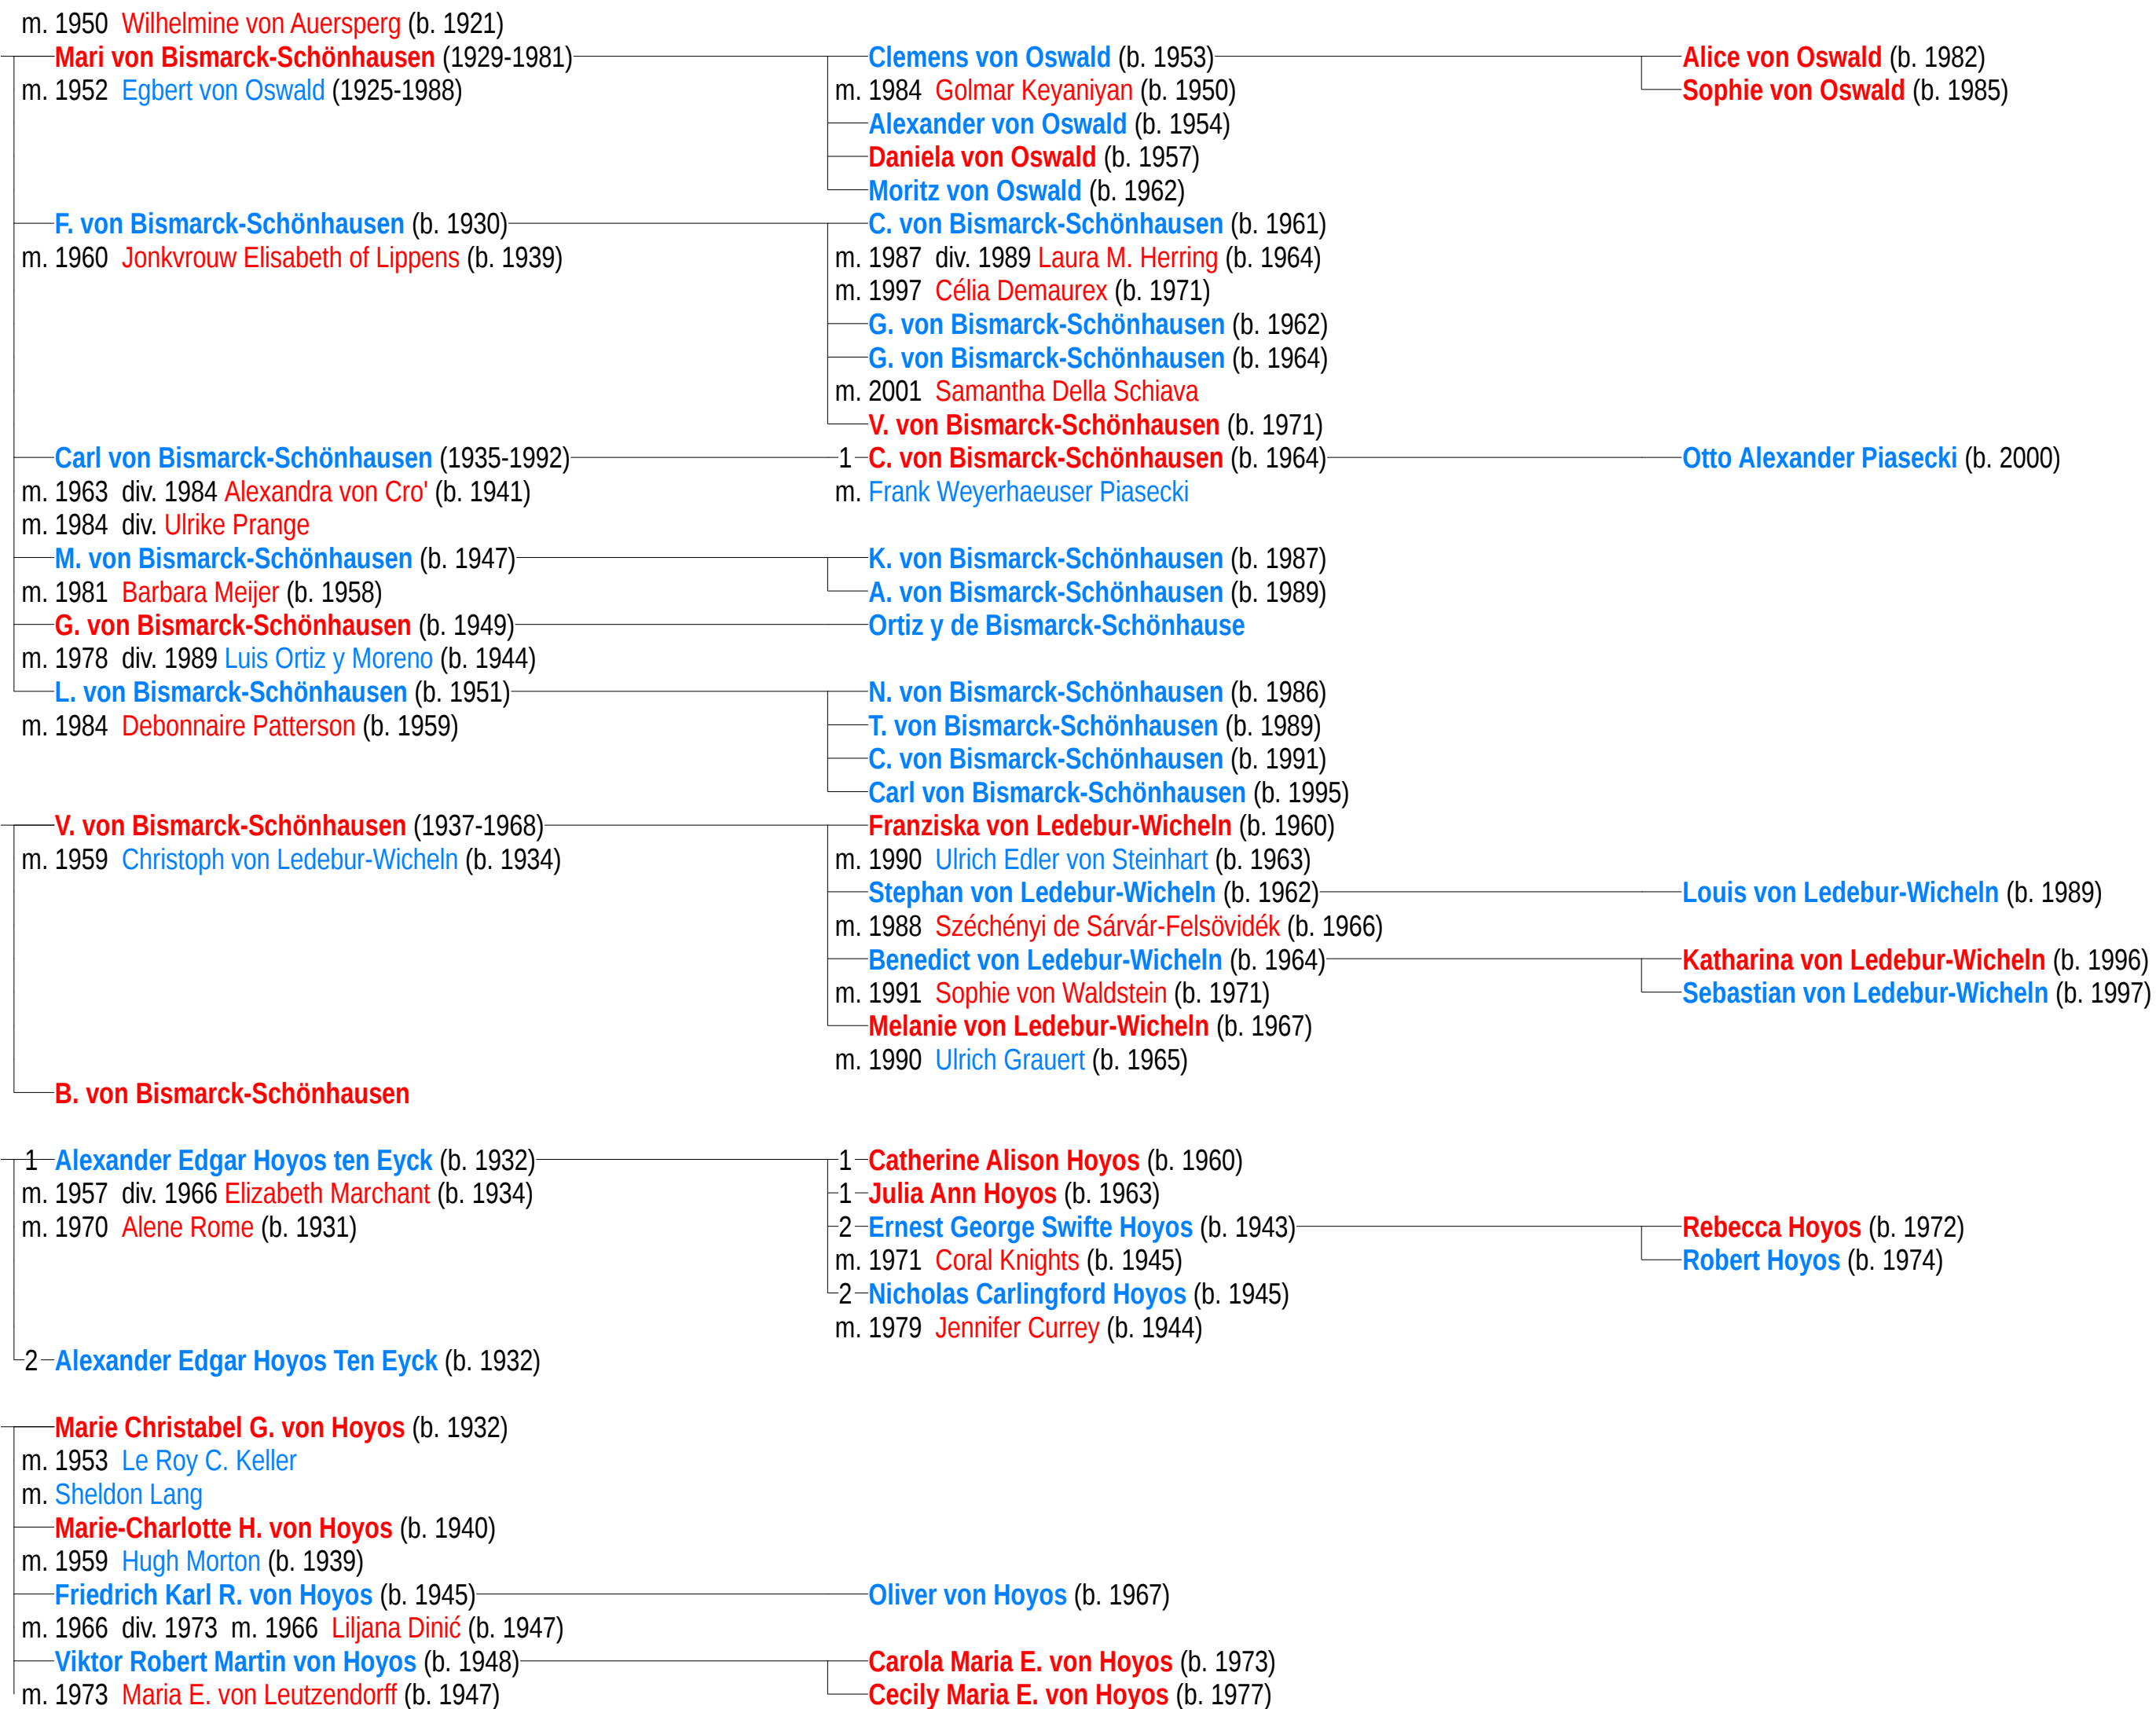 m. 1950 Wilhelmine von Auersperg (b. 1921)
Mari von Bismarck-Schönhausen (1929-1981) Clemens von Oswald (b. 1953) Alice von Oswald (b. 1982)
m. 1952 Egbert von Oswald (1925-1988) m. 1984 Golmar Keyaniyan (b. 1950) Sophie von Oswald (b. 1985)
Alexander von Oswald (b. 1954)
Daniela von Oswald (b. 1957)
Moritz von Oswald (b. 1962)
F. von Bismarck-Schönhausen (b. 1930) C. von Bismarck-Schönhausen (b. 1961)
m. 1960 Jonkvrouw Elisabeth of Lippens (b. 1939) m. 1987 div. 1989 Laura M. Herring (b. 1964)
m. 1997 Célia Demaurex (b. 1971)
G. von Bismarck-Schönhausen (b. 1962)
G. von Bismarck-Schönhausen (b. 1964)
m. 2001 Samantha Della Schiava
V. von Bismarck-Schönhausen (b. 1971)
Carl von Bismarck-Schönhausen (1935-1992) 1 C. von Bismarck-Schönhausen (b. 1964) Otto Alexander Piasecki (b. 2000)
m. 1963 div. 1984 Alexandra von Cro' (b. 1941) m. Frank Weyerhaeuser Piasecki
m. 1984 div. Ulrike Prange
M. von Bismarck-Schönhausen (b. 1947) K. von Bismarck-Schönhausen (b. 1987)
m. 1981 Barbara Meijer (b. 1958) A. von Bismarck-Schönhausen (b. 1989)
G. von Bismarck-Schönhausen (b. 1949) Ortiz y de Bismarck-Schönhause
m. 1978 div. 1989 Luis Ortiz y Moreno (b. 1944)
L. von Bismarck-Schönhausen (b. 1951) N. von Bismarck-Schönhausen (b. 1986)
m. 1984 Debonnaire Patterson (b. 1959) T. von Bismarck-Schönhausen (b. 1989)
C. von Bismarck-Schönhausen (b. 1991)
Carl von Bismarck-Schönhausen (b. 1995)
V. von Bismarck-Schönhausen (1937-1968) Franziska von Ledebur-Wicheln (b. 1960)
m. 1959 Christoph von Ledebur-Wicheln (b. 1934) m. 1990 Ulrich Edler von Steinhart (b. 1963)
Stephan von Ledebur-Wicheln (b. 1962) Louis von Ledebur-Wicheln (b. 1989)
m. 1988 Széchényi de Sárvár-Felsövidék (b. 1966)
Benedict von Ledebur-Wicheln (b. 1964) Katharina von Ledebur-Wicheln (b. 1996)
m. 1991 Sophie von Waldstein (b. 1971) Sebastian von Ledebur-Wicheln (b. 1997)
Melanie von Ledebur-Wicheln (b. 1967)
m. 1990 Ulrich Grauert (b. 1965)
B. von Bismarck-Schönhausen
1 Alexander Edgar Hoyos ten Eyck (b. 1932) 1 Catherine Alison Hoyos (b. 1960)
m. 1957 div. 1966 Elizabeth Marchant (b. 1934) 1 Julia Ann Hoyos (b. 1963)
m. 1970 Alene Rome (b. 1931) 2 Ernest George Swifte Hoyos (b. 1943) Rebecca Hoyos (b. 1972)
m. 1971 Coral Knights (b. 1945) Robert Hoyos (b. 1974)
2 Nicholas Carlingford Hoyos (b. 1945)
m. 1979 Jennifer Currey (b. 1944)
2 Alexander Edgar Hoyos Ten Eyck (b. 1932)
Marie Christabel G. von Hoyos (b. 1932)
m. 1953 Le Roy C. Keller
m. Sheldon Lang
Marie-Charlotte H. von Hoyos (b. 1940)
m. 1959 Hugh Morton (b. 1939)
Friedrich Karl R. von Hoyos (b. 1945) Oliver von Hoyos (b. 1967)
m. 1966 div. 1973 m. 1966 Liljana Dinić (b. 1947)
Viktor Robert Martin von Hoyos (b. 1948) Carola Maria E. von Hoyos (b. 1973)
m. 1973 Maria E. von Leutzendorff (b. 1947) Cecily Maria E. von Hoyos (b. 1977)